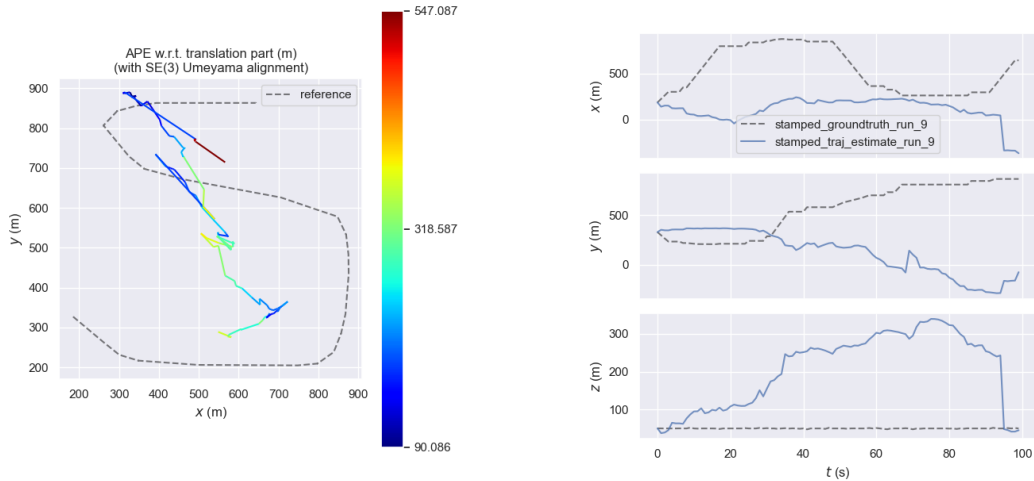 APE w.r.t. translation part (m)
(with SE(3) Umeyama alignment)
reference
900
800
700
600
500
400
300
200
y (m)
200 300 400 500 600 700 800 900
x (m)
547.087
318.587
90.086
500
0
x (m)
stamped_groundtruth_run_9
stamped_traj_estimate_run_9
500
0
y (m)
300
200
100
z (m)
0 20 40 60 80 100
t (s)